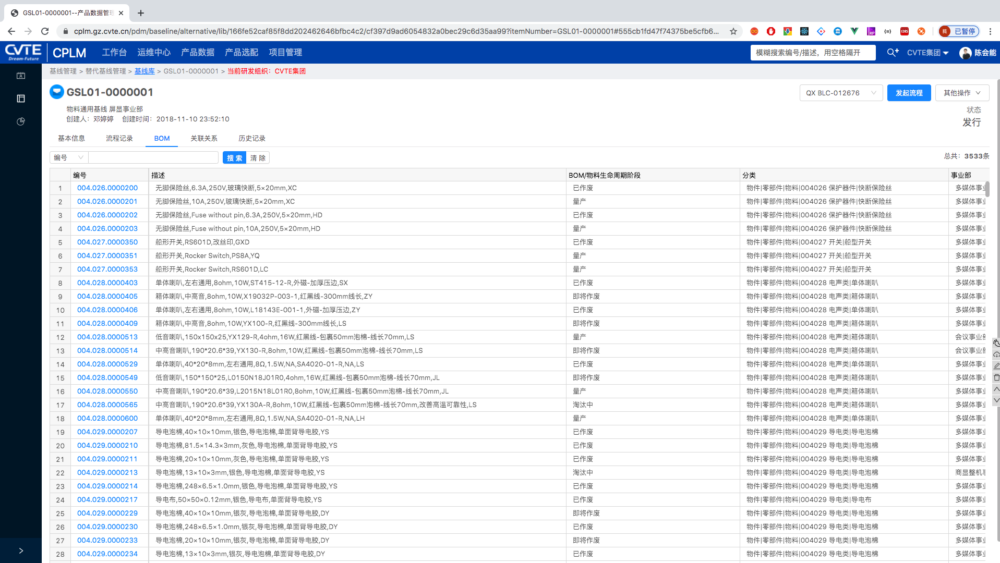 GSL01-0000001--产品数据管理
cplm.gz.cvte.cn/pdm/baseline/alternative/lib/166fe52caf85f8dd202462646bfbc4c2/cf397d9ad6054832a0bec29c6d35aa99?itemNumber=GSL01-0000001#555cb1fd47f74375be5cfb6...
已暂停
CVTE Dream·Future CPLM 工作台 运维中心 产品数据 产品选配 项目管理 模糊搜索编号/描述，用空格隔开 CVTE集团 陈会能
基线管理 > 替代基线管理 > 基线库 > GSL01-0000001 > 当前研发组织：CVTE集团
GSL01-0000001 QX BLC-012676 发起流程 其他操作
物料通用基线 屏显事业部 状态
创建人：邓婷婷 创建时间：2018-11-10 23:52:10 发行
基本信息 流程记录 BOM 关联关系 历史记录
编号 搜 索 清 除 总共：3533条
编号 描述 BOM/物料生命周期阶段 分类 事业部
1 004.026.0000200 无脚保险丝,6.3A,250V,玻璃快断,5×20mm,XC 已作废 物件|零部件|物料|004026 保护器件|快断保险丝 多媒体事业
2 004.026.0000201 无脚保险丝,10A,250V,玻璃快断,5×20mm,XC 量产 物件|零部件|物料|004026 保护器件|快断保险丝 多媒体事业
3 004.026.0000202 无脚保险丝,Fuse without pin,6.3A,250V,5×20mm,HD 已作废 物件|零部件|物料|004026 保护器件|快断保险丝 多媒体事业
4 004.026.0000203 无脚保险丝,Fuse without pin,10A,250V,5×20mm,HD 量产 物件|零部件|物料|004026 保护器件|快断保险丝 多媒体事业
5 004.027.0000350 船形开关,RS601D,改丝印,GXD 已作废 物件|零部件|物料|004027 开关|船型开关 多媒体事业
6 004.027.0000351 船形开关,Rocker Switch,PS8A,YQ 量产 物件|零部件|物料|004027 开关|船型开关 多媒体事业
7 004.027.0000353 船形开关,Rocker Switch,RS601D,LC 量产 物件|零部件|物料|004027 开关|船型开关 多媒体事业
8 004.028.0000403 单体喇叭,左右通用,8ohm,10W,ST415-12-R,外磁-加厚压边,SX 已作废 物件|零部件|物料|004028 电声类|单体喇叭 多媒体事业
9 004.028.0000405 箱体喇叭,中高音,8ohm,10W,X19032P-003-1,红黑线-300mm线长,ZY 即将作废 物件|零部件|物料|004028 电声类|箱体喇叭 多媒体事业
10 004.028.0000406 单体喇叭,左右通用,8ohm,10W,L18143E-001-1,外磁-加厚压边,ZY 已作废 物件|零部件|物料|004028 电声类|单体喇叭 多媒体事业
11 004.028.0000409 箱体喇叭,中高音,8ohm,10W,YX100-R,红黑线-300mm线长,LS 即将作废 物件|零部件|物料|004028 电声类|箱体喇叭 多媒体事业
12 004.028.0000513 低音喇叭,150x150x25,YX129-R,4ohm,16W,红黑线-包裹50mm泡棉-线长70mm,LS 量产 物件|零部件|物料|004028 电声类|箱体喇叭 会议事业部
13 004.028.0000514 中高音喇叭,190*20.6*39,YX130-R,8ohm,10W,红黑线-包裹50mm泡棉-线长70mm,LS 即将作废 物件|零部件|物料|004028 电声类|箱体喇叭 会议事业部
14 004.028.0000529 单体喇叭,40*20*8mm,左右通用,8Ω,1.5W,NA,SA4020-01-R,NA,LS 已作废 物件|零部件|物料|004028 电声类|单体喇叭 多媒体事业
15 004.028.0000549 低音喇叭,150*150*25,L0150N18J01R0,4ohm,16W,红黑线-包裹50mm泡棉-线长70mm,JL 即将作废 物件|零部件|物料|004028 电声类|箱体喇叭 多媒体事业
16 004.028.0000550 中高音喇叭,190*20.6*39,L2015N18L01R0,8ohm,10W,红黑线-包裹50mm泡棉-线长70mm,JL 量产 物件|零部件|物料|004028 电声类|箱体喇叭 多媒体事业
17 004.028.0000565 中高音喇叭,190*20.6*39,YX130A-R,8ohm,10W,红黑线-包裹50mm泡棉-线长70mm,改善高温可靠性,LS 淘汰中 物件|零部件|物料|004028 电声类|箱体喇叭 多媒体事业
18 004.028.0000600 单体喇叭,40*20*8mm,左右通用,8Ω,1.5W,NA,SA4020-01-R,NA,LH 量产 物件|零部件|物料|004028 电声类|单体喇叭 多媒体事业
19 004.029.0000207 导电泡棉,40×10×10mm,银色,导电泡棉,单面背导电胶,YS 已作废 物件|零部件|物料|004029 导电类|导电泡棉 多媒体事业
20 004.029.0000210 导电泡棉,81.5×14.3×3mm,灰色,导电泡棉,单面背导电胶,YS 已作废 物件|零部件|物料|004029 导电类|导电泡棉 多媒体事业
21 004.029.0000211 导电泡棉,20×10×10mm,灰色,导电泡棉,单面背导电胶,YS 已作废 物件|零部件|物料|004029 导电类|导电泡棉 多媒体事业
22 004.029.0000213 导电泡棉,13×10×3mm,银色,导电泡棉,单面背导电胶,YS 淘汰中 物件|零部件|物料|004029 导电类|导电泡棉 商显整机事
23 004.029.0000214 导电泡棉,248×6.5×1.0mm,银色,导电泡棉,单面背导电胶,YS 已作废 物件|零部件|物料|004029 导电类|导电泡棉 多媒体事业
24 004.029.0000217 导电布,50×50×0.12mm,银色,导电布,单面背导电胶,YS 已作废 物件|零部件|物料|004029 导电类|导电布 多媒体事业
25 004.029.0000229 导电泡棉,40×10×10mm,银灰,导电泡棉,单面背导电胶,DY 即将作废 物件|零部件|物料|004029 导电类|导电泡棉 多媒体事业
26 004.029.0000230 导电泡棉,248×6.5×1.0mm,银灰,导电泡棉,单面背导电胶,DY 已作废 物件|零部件|物料|004029 导电类|导电泡棉 多媒体事业
27 004.029.0000233 导电泡棉,20×10×10mm,银灰,导电泡棉,单面背导电胶,DY 即将作废 物件|零部件|物料|004029 导电类|导电泡棉 多媒体事业
28 004.029.0000234 导电泡棉,13×10×3mm,银灰,导电泡棉,单面背导电胶,DY 已作废 物件|零部件|物料|004029 导电类|导电泡棉 多媒体事业